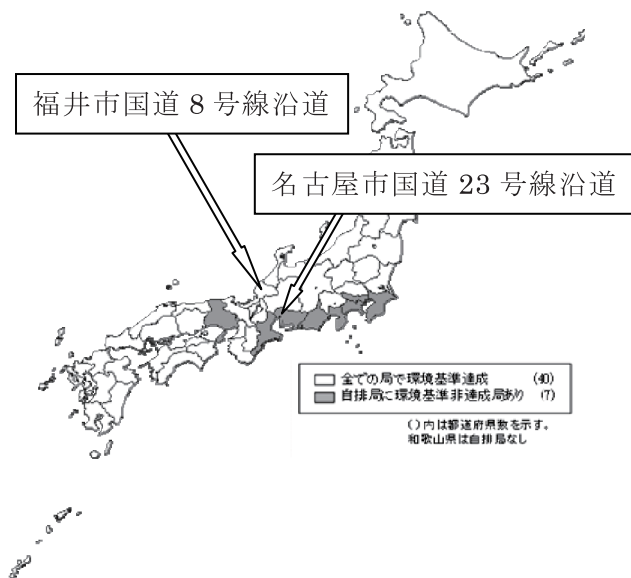 福井市国道 8 号線沿道
名古屋市国道 23 号線沿道
全ての局で環境基準達成 (40)
自排局に環境基準非達成局あり (7)
()内は都道府県数を示す。
和歌山県は自排局なし